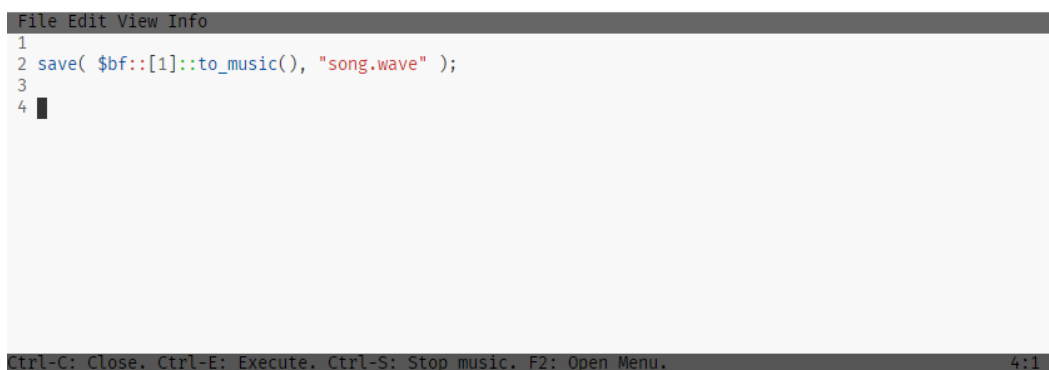 File Edit View Info
1
2 save( $bf::[1]::to_music(), "song.wave" );
3
4
Ctrl-C: Close. Ctrl-E: Execute. Ctrl-S: Stop music. F2: Open Menu. 4:1